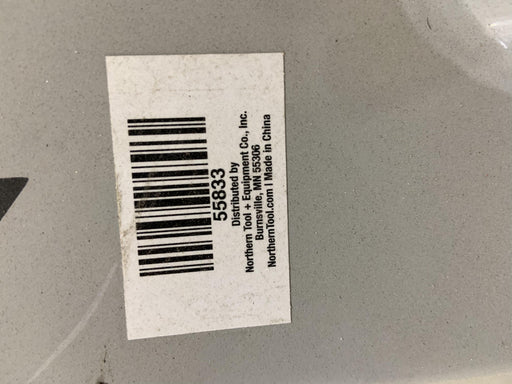 55833
Distributed by
Northern Tool + Equipment Co., Inc.
Burnsville, MN 55306
NorthernTool.com | Made in China